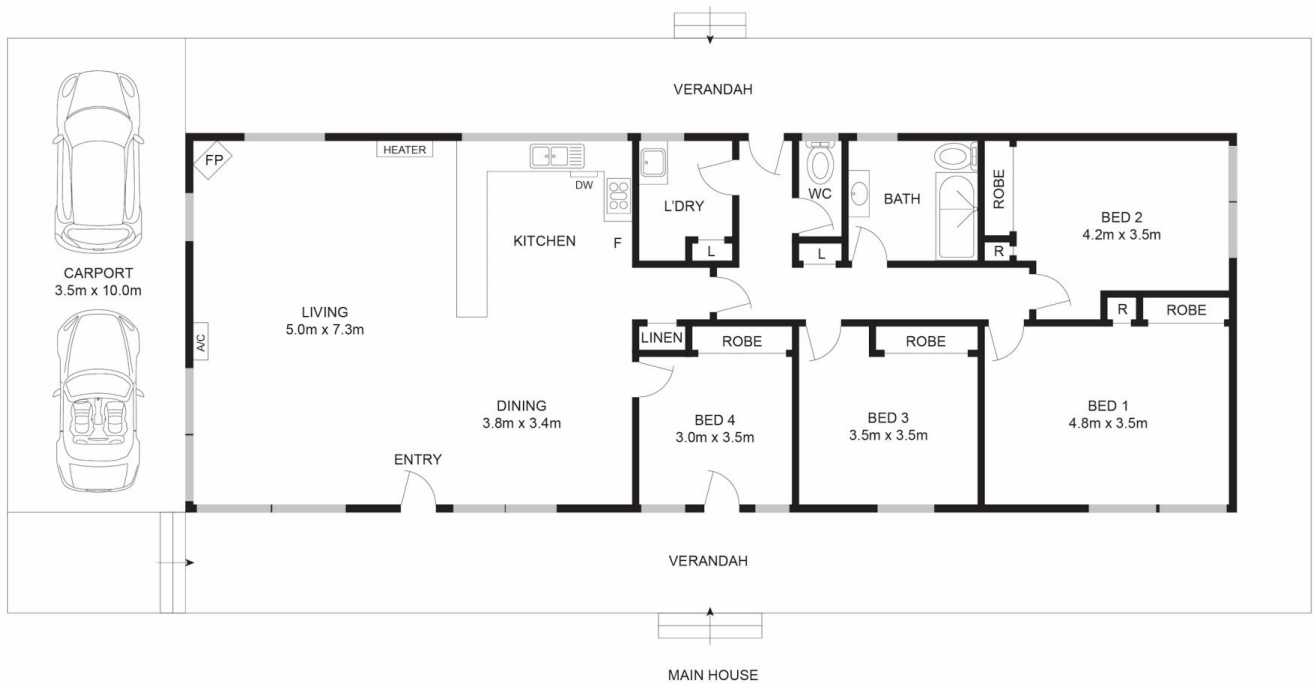 VERANDAH
FP
HEATER
DW
KITCHEN
F
L'DRY
L
WC
L
BATH
ROBE
R
BED 2
4.2m x 3.5m
CARPORT
3.5m x 10.0m
A/C
LIVING
5.0m x 7.3m
LINEN
ROBE
ROBE
R
ROBE
DINING
3.8m x 3.4m
BED 4
3.0m x 3.5m
BED 3
3.5m x 3.5m
BED 1
4.8m x 3.5m
ENTRY
VERANDAH
MAIN HOUSE